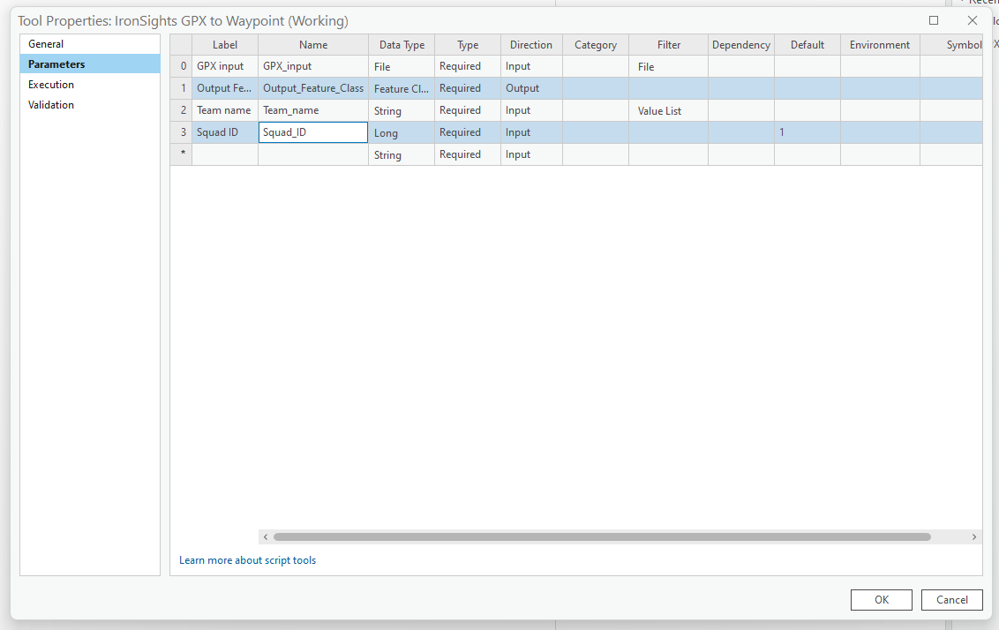 Recen
Tool Properties: IronSights GPX to Waypoint (Working)
General
Parameters
Execution
Validation
Label Name Data Type Type Direction Category Filter Dependency Default Environment Symbol
0 GPX input GPX_input File Required Input File
1 Output Fe... Output_Feature_Class Feature Cl... Required Output
2 Team name Team_name String Required Input Value List
3 Squad ID Squad_ID Long Required Input 1
* String Required Input
Learn more about script tools
OK Cancel